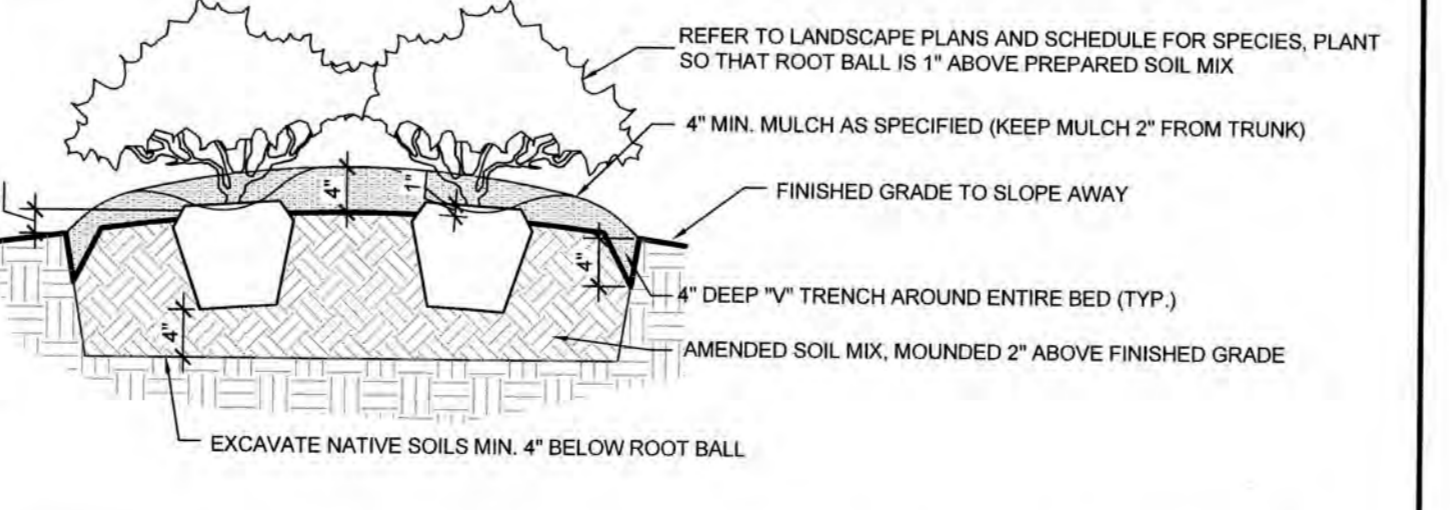 REFER TO LANDSCAPE PLANS AND SCHEDULE FOR SPECIES, PLANT
SO THAT ROOT BALL IS 1" ABOVE PREPARED SOIL MIX
4" MIN. MULCH AS SPECIFIED (KEEP MULCH 2" FROM TRUNK)
4"
1"
FINISHED GRADE TO SLOPE AWAY
4"
4" DEEP "V" TRENCH AROUND ENTIRE BED (TYP.)
4"
AMENDED SOIL MIX, MOUNDED 2" ABOVE FINISHED GRADE
EXCAVATE NATIVE SOILS MIN. 4" BELOW ROOT BALL